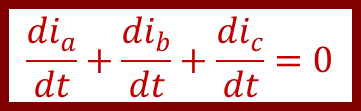 di_a/dt + di_b/dt + di_c/dt = 0